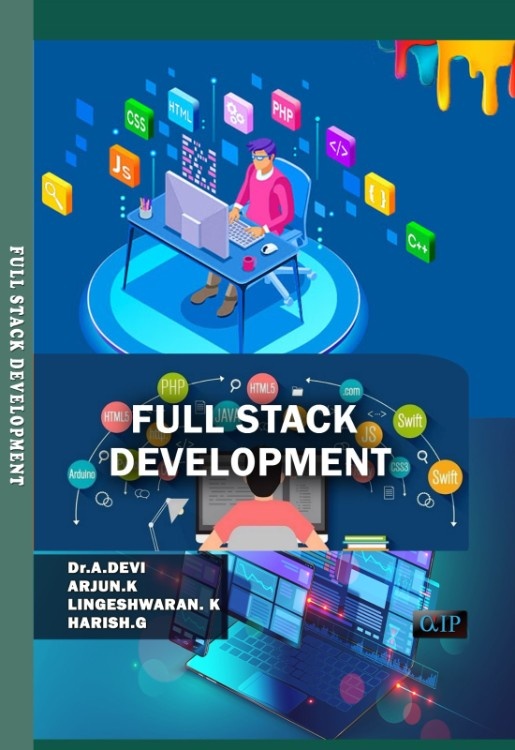 CSS
HTML
PHP
JS
</>
{ }
C++
FULL STACK DEVELOPMENT
PHP
HTML5
.com
HTML5
JAVA
<-->
JS
Swift
FULL STACK
DEVELOPMENT
Arduino
CSS3
Swift
Dr.A.DEVI
ARJUN.K
LINGESHWARAN. K
HARISH.G
αIP